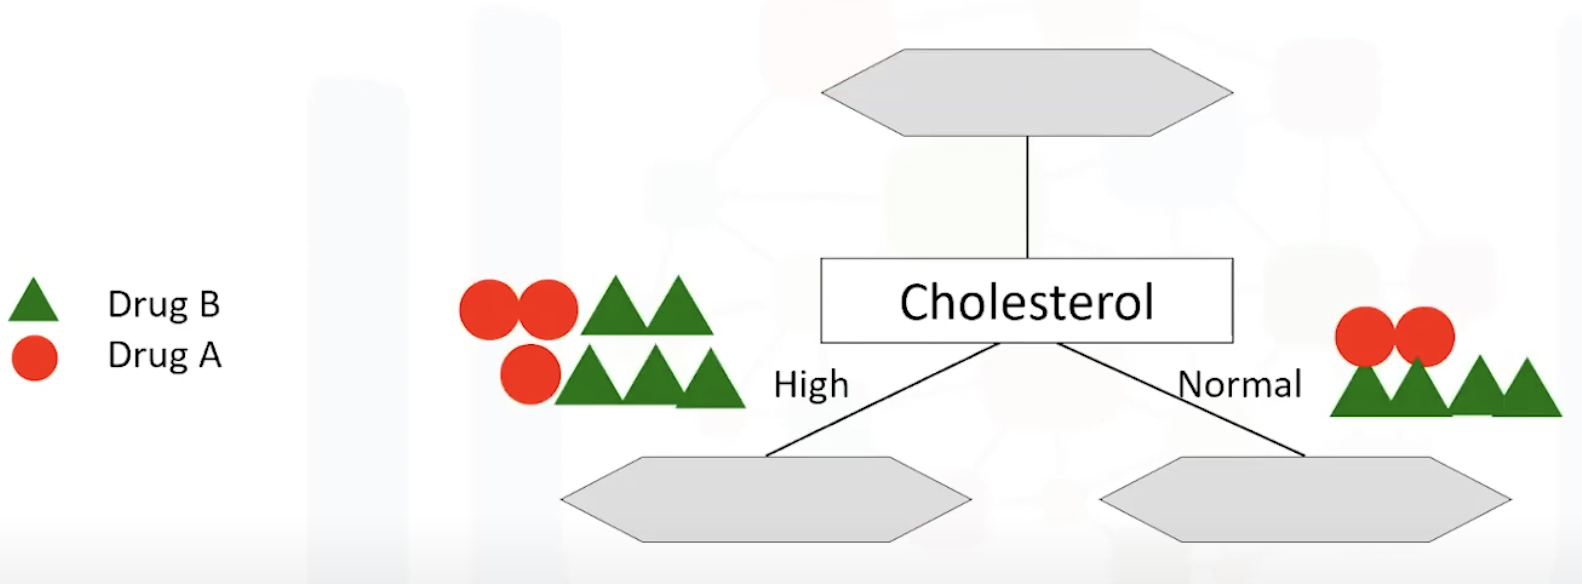 Drug B
Drug A
Cholesterol
High
Normal